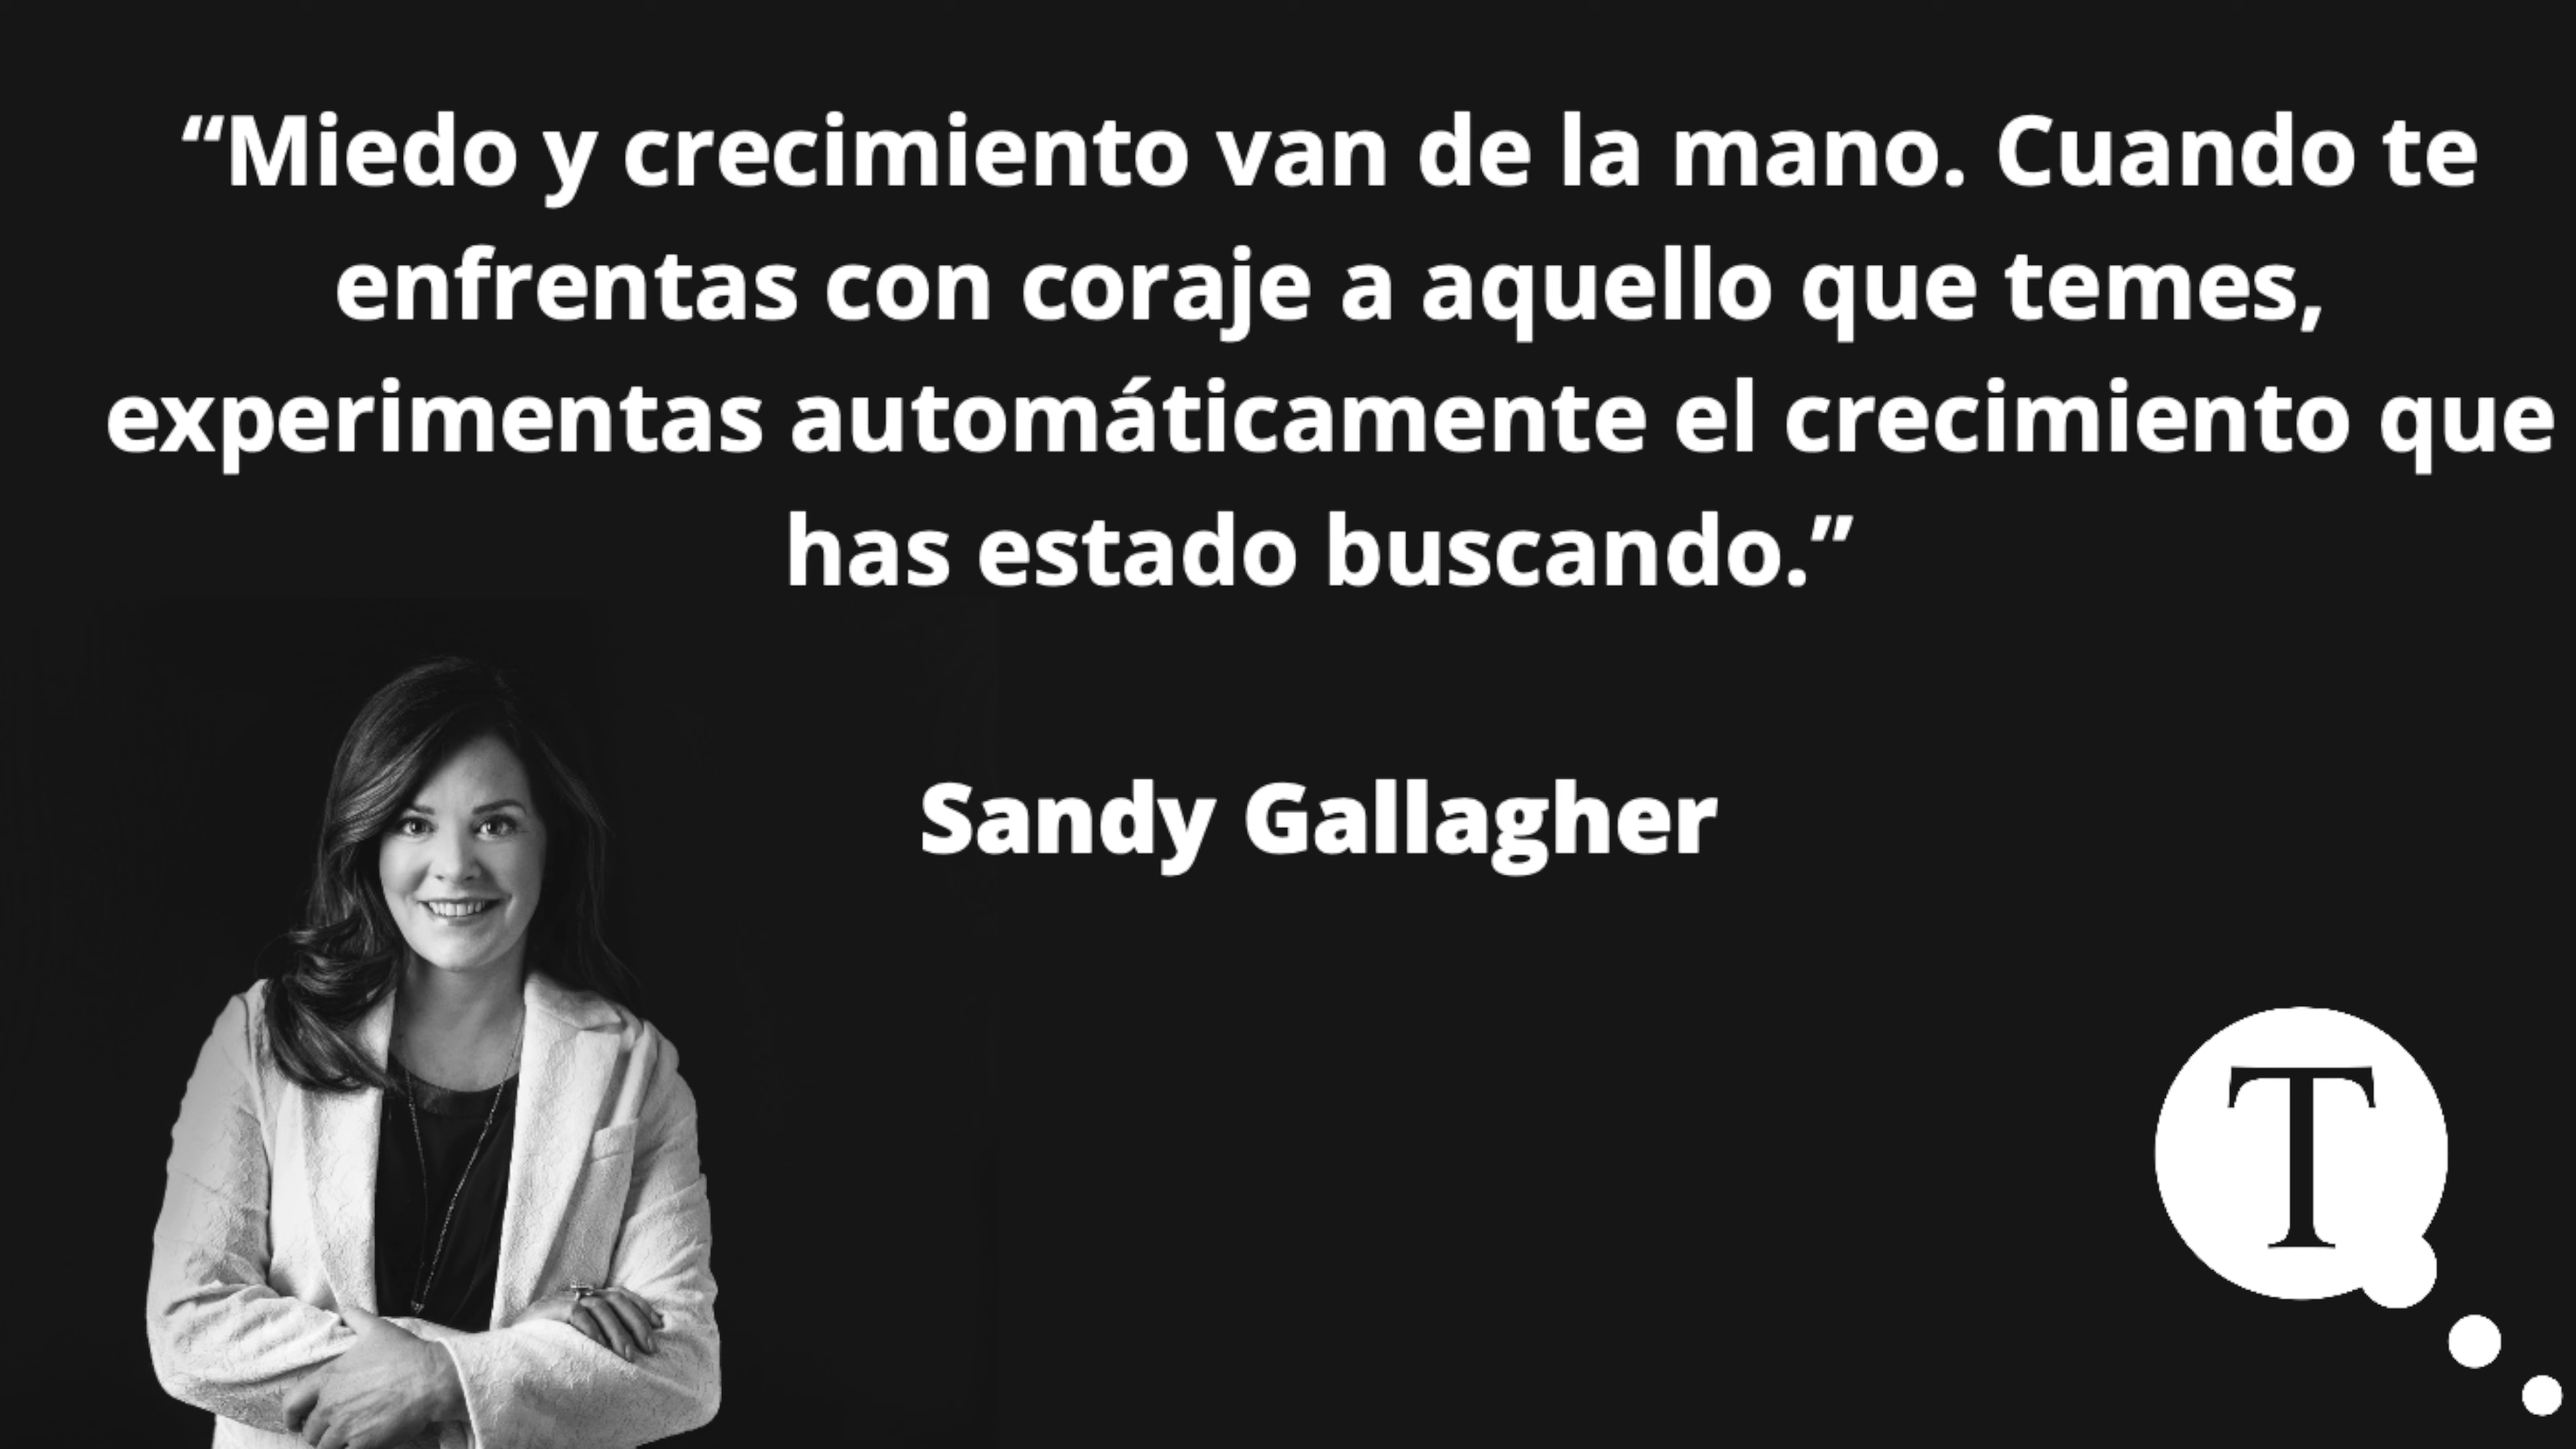 “Miedo y crecimiento van de la mano. Cuando te
enfrentas con coraje a aquello que temes,
experimentas automáticamente el crecimiento que
has estado buscando.”
Sandy Gallagher
T